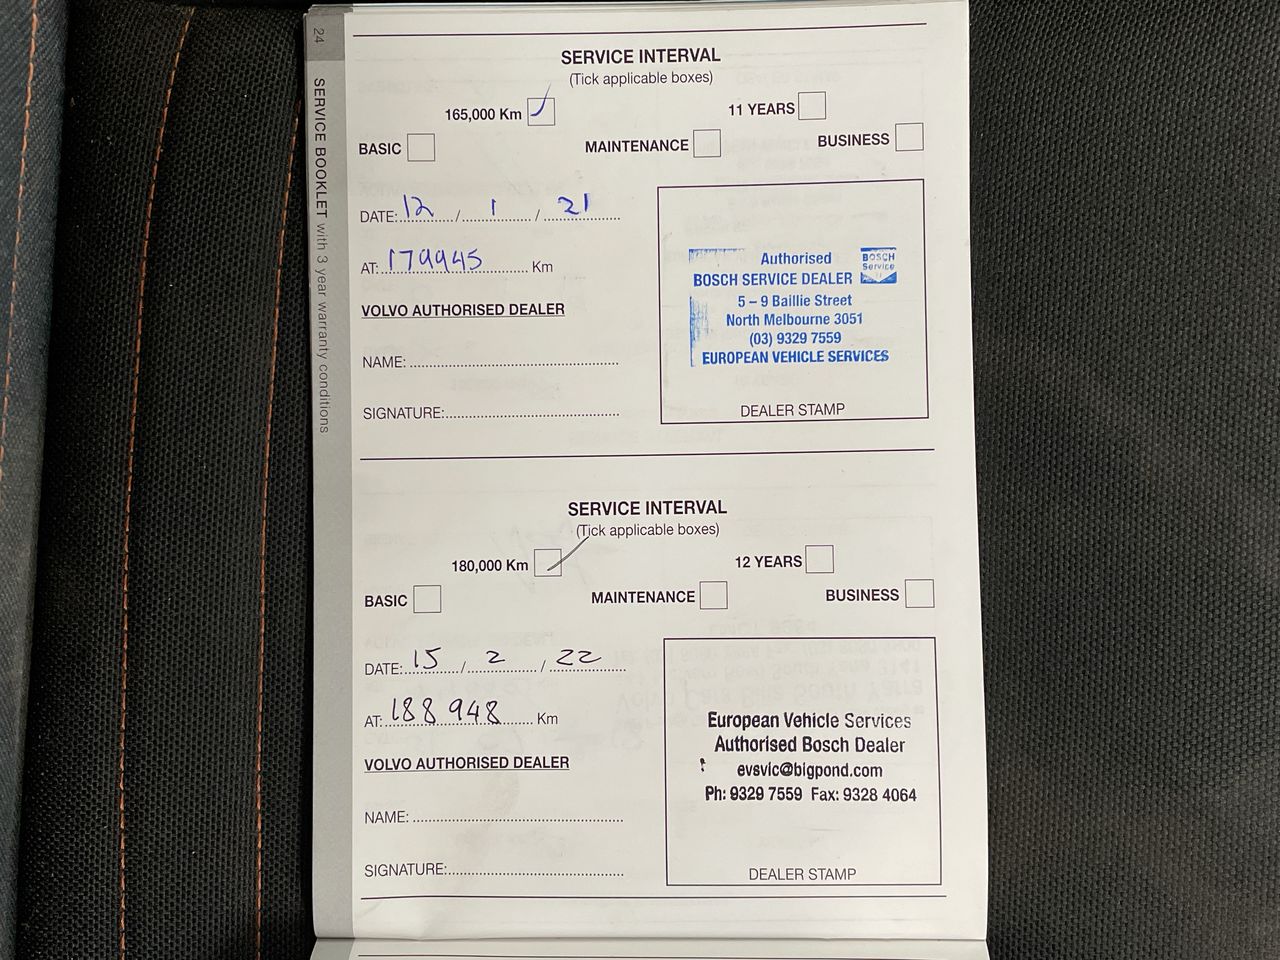 24
SERVICE BOOKLET with 3 year warranty conditions
SERVICE INTERVAL
(Tick applicable boxes)
165,000 Km
11 YEARS
BASIC
MAINTENANCE
BUSINESS
DATE: 12 / 1 / 21
AT: 179945 Km
VOLVO AUTHORISED DEALER
NAME:
SIGNATURE:
Authorised
BOSCH SERVICE DEALER
BOSCH
Service
5 – 9 Baillie Street
North Melbourne 3051
(03) 9329 7559
EUROPEAN VEHICLE SERVICES
DEALER STAMP
SERVICE INTERVAL
(Tick applicable boxes)
180,000 Km
12 YEARS
BASIC
MAINTENANCE
BUSINESS
DATE: 15 / 2 / 22
AT: 188948 Km
VOLVO AUTHORISED DEALER
NAME:
SIGNATURE:
European Vehicle Services
Authorised Bosch Dealer
evsvic@bigpond.com
Ph: 9329 7559 Fax: 9328 4064
DEALER STAMP